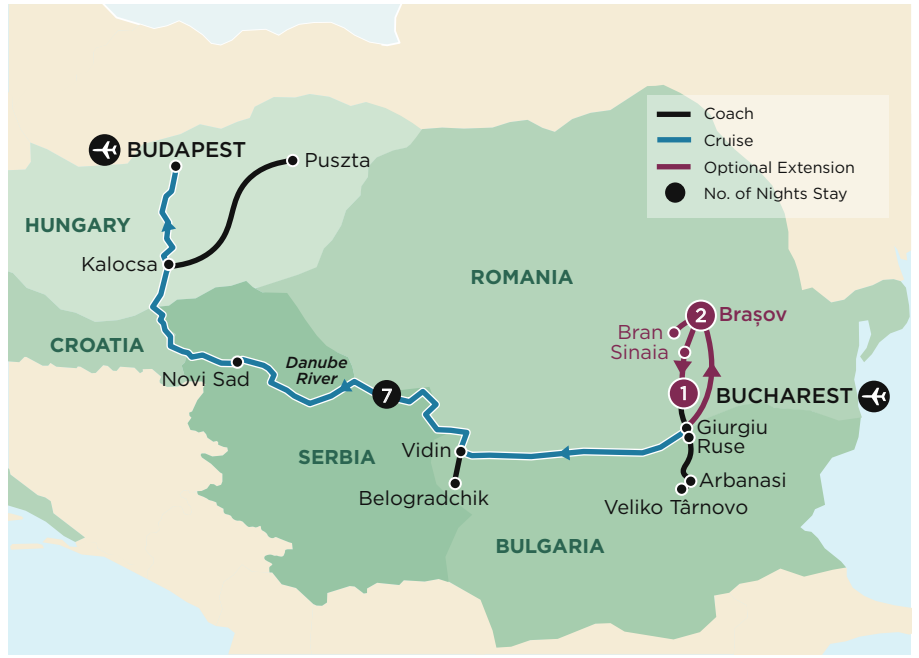 Coach
Cruise
Optional Extension
No. of Nights Stay
BUDAPEST
Puszta
HUNGARY
Kalocsa
ROMANIA
CROATIA
2
Brașov
Bran
Sinaia
Novi Sad
Danube
River
7
1
BUCHAREST
Giurgiu
Ruse
Vidin
SERBIA
Belogradchik
Arbanasi
Veliko Târnovo
BULGARIA